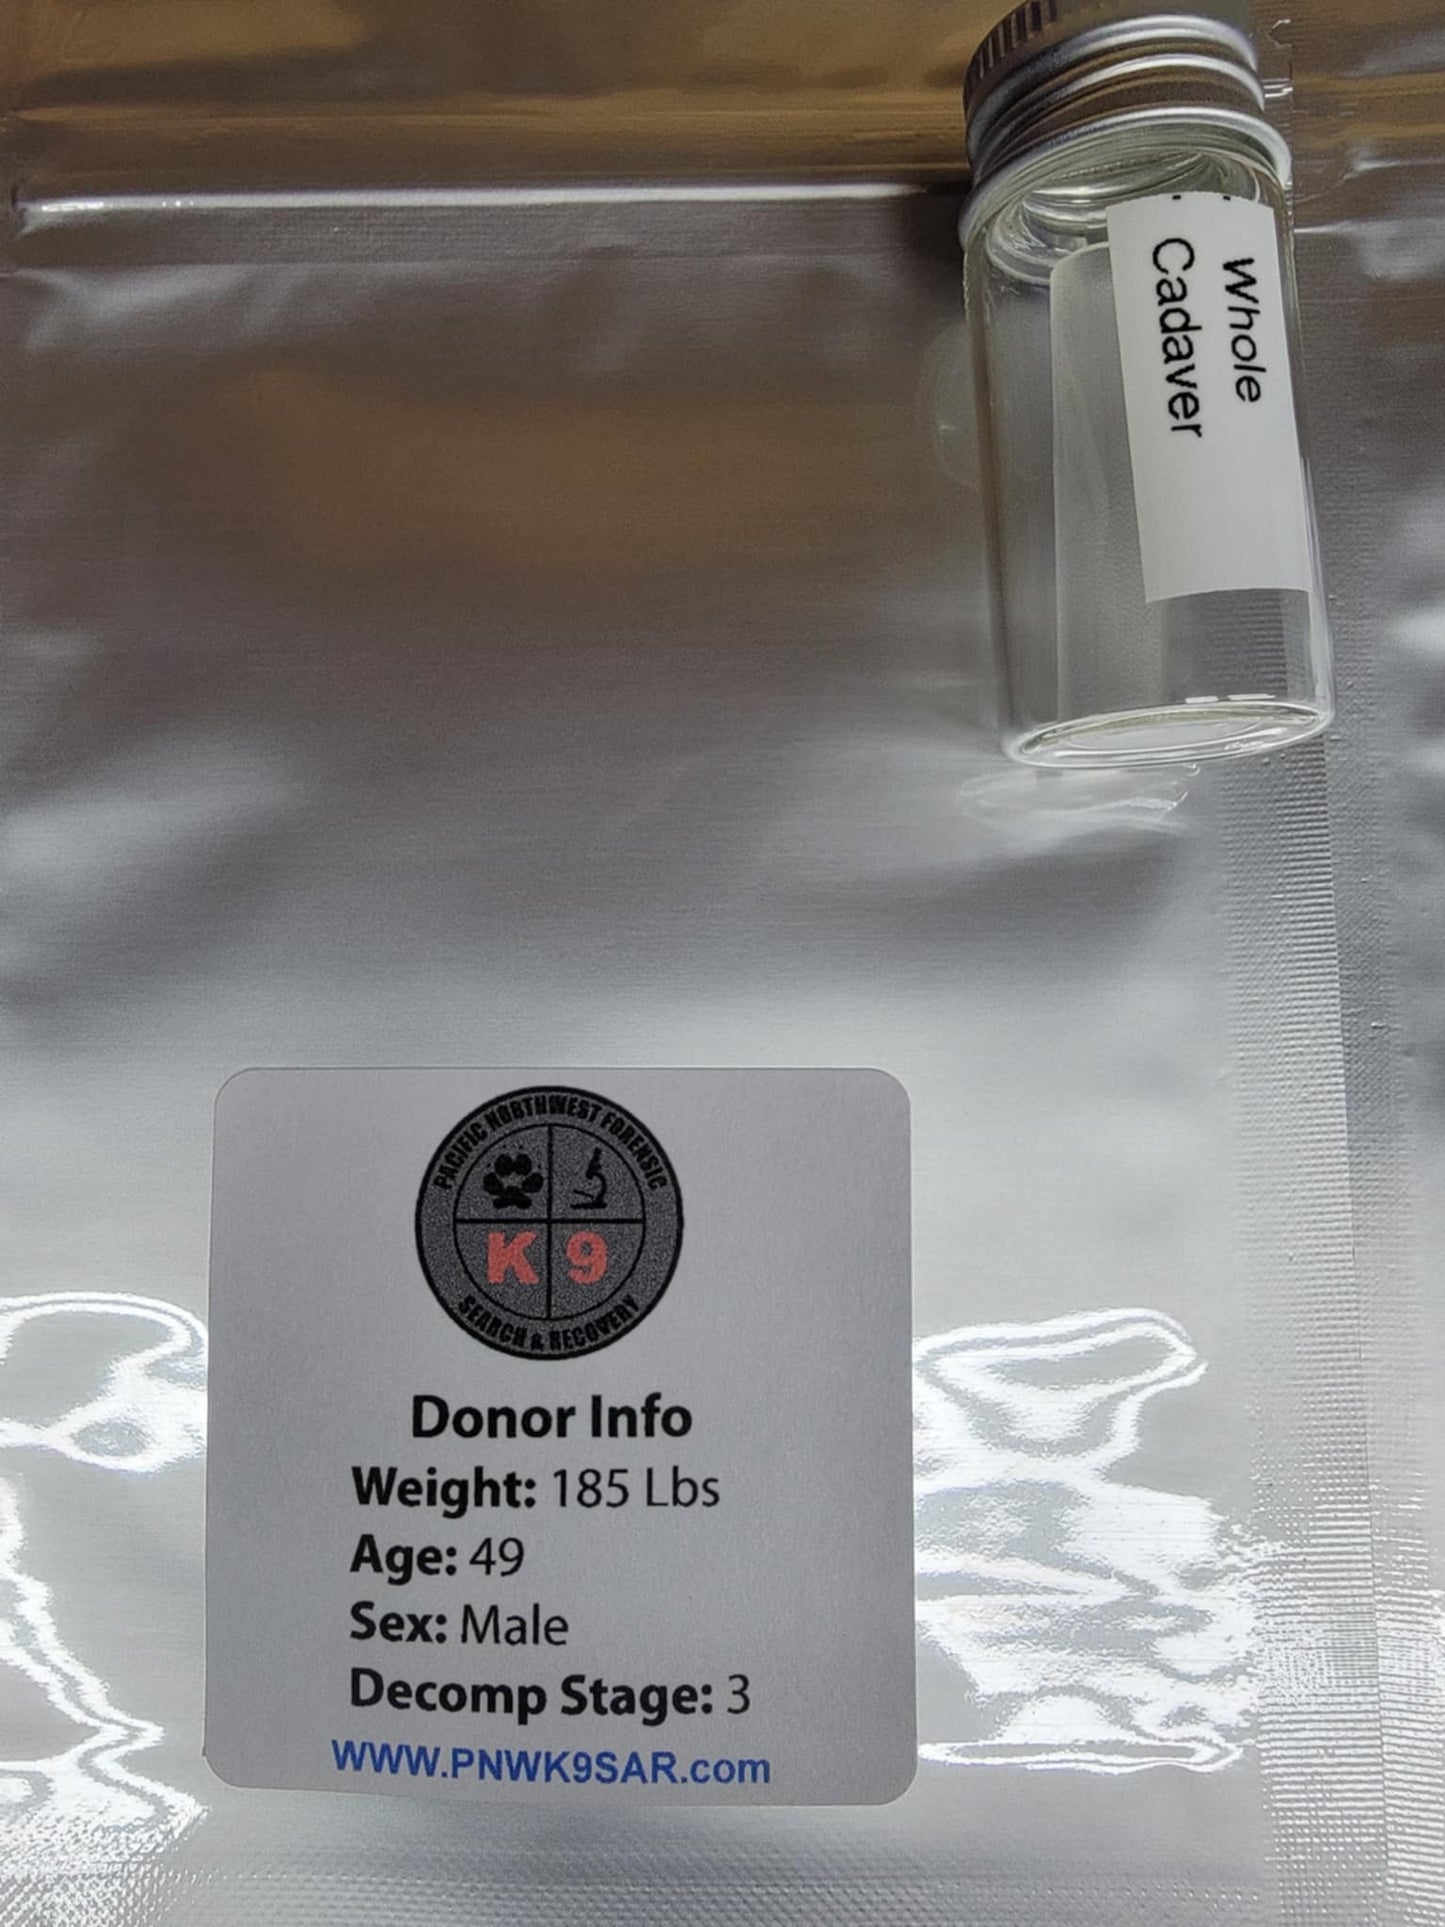 Whole
Cadaver
PACIFIC NORTHWEST FORENSIC
K9
SEARCH & RECOVERY
Donor Info
Weight: 185 Lbs
Age: 49
Sex: Male
Decomp Stage: 3
WWW.PNWK9SAR.com